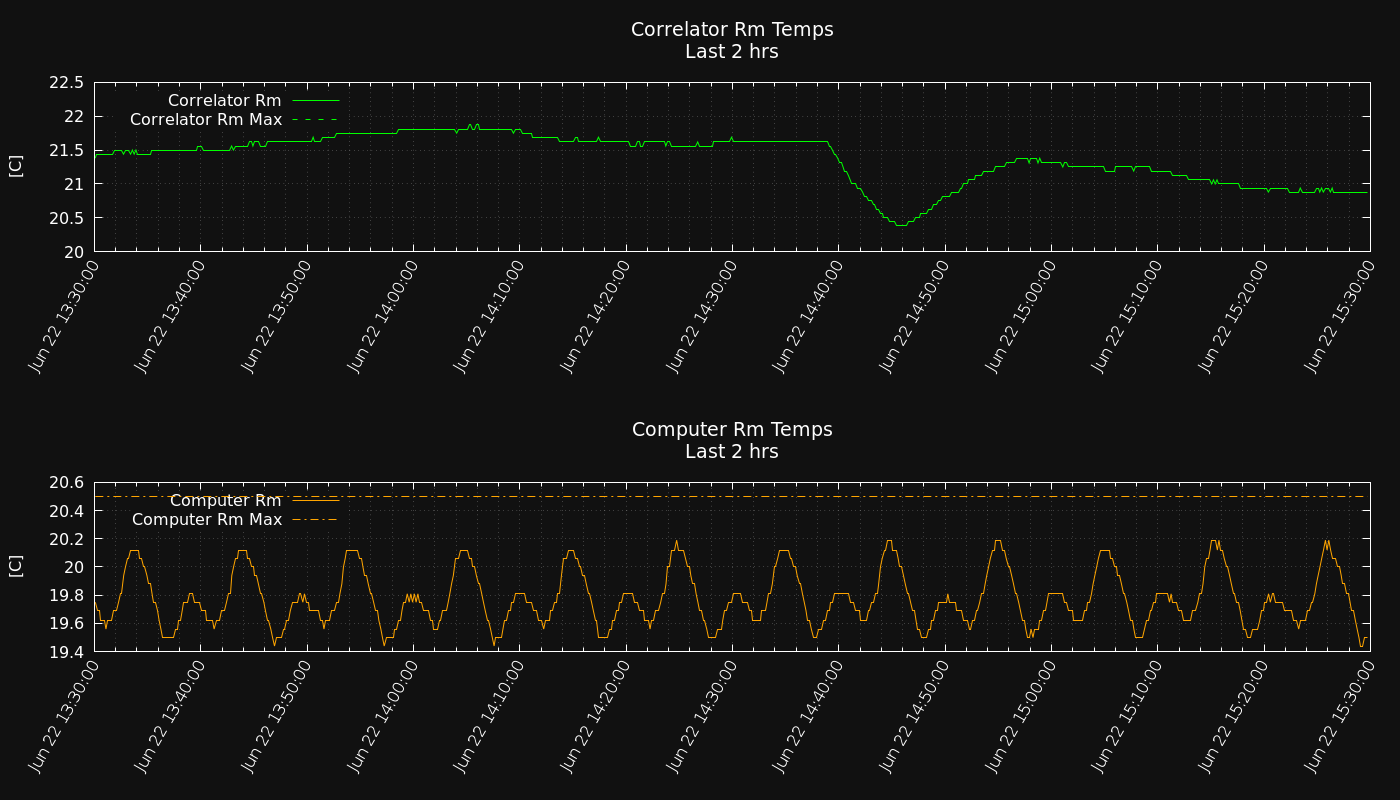 Correlator Rm Temps
Last 2 hrs
22.5
22
21.5
21
20.5
20
[C]
Correlator Rm
Correlator Rm Max
Jun 22 13:30:00
Jun 22 13:40:00
Jun 22 13:50:00
Jun 22 14:00:00
Jun 22 14:10:00
Jun 22 14:20:00
Jun 22 14:30:00
Jun 22 14:40:00
Jun 22 14:50:00
Jun 22 15:00:00
Jun 22 15:10:00
Jun 22 15:20:00
Jun 22 15:30:00
Computer Rm Temps
Last 2 hrs
20.6
20.4
20.2
20
19.8
19.6
19.4
[C]
Computer Rm
Computer Rm Max
Jun 22 13:30:00
Jun 22 13:40:00
Jun 22 13:50:00
Jun 22 14:00:00
Jun 22 14:10:00
Jun 22 14:20:00
Jun 22 14:30:00
Jun 22 14:40:00
Jun 22 14:50:00
Jun 22 15:00:00
Jun 22 15:10:00
Jun 22 15:20:00
Jun 22 15:30:00